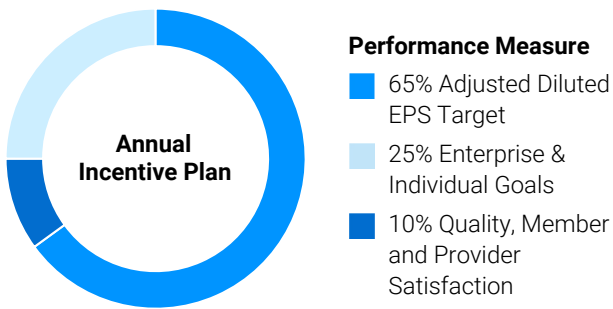 Annual
Incentive Plan
Performance Measure
65% Adjusted Diluted
EPS Target
25% Enterprise &
Individual Goals
10% Quality, Member
and Provider
Satisfaction